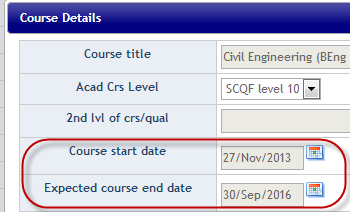 Course Details
Course title Civil Engineering (BEng
Acad Crs Level SCQF level 10
2nd lvl of crs/qual
Course start date 27/Nov/2013
Expected course end date 30/Sep/2016